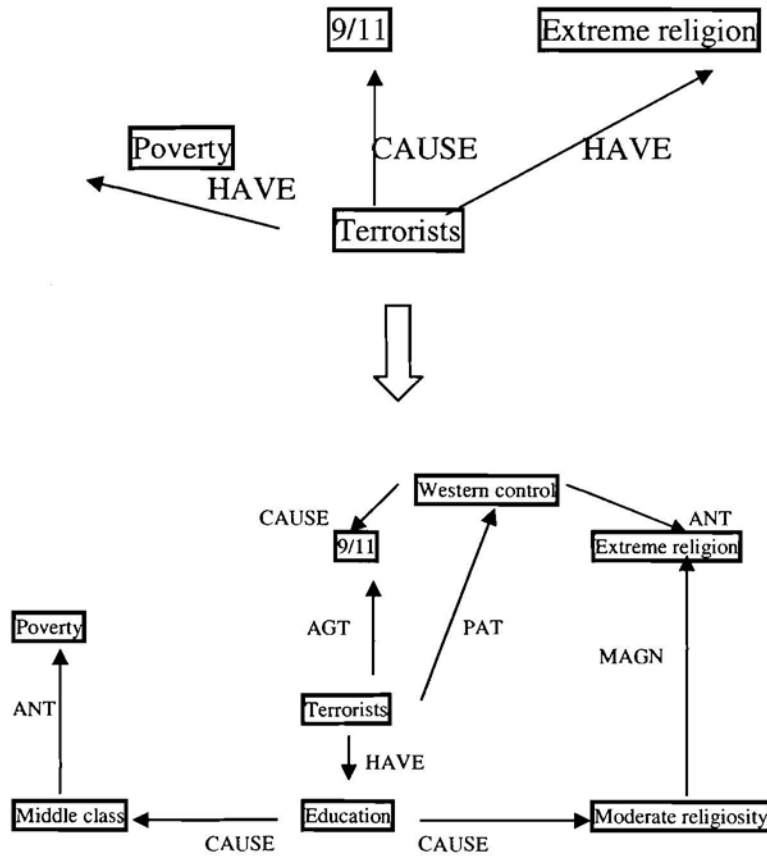 9/11 Extreme religion
Poverty CAUSE HAVE
HAVE
Terrorists
Western control
CAUSE ANT
9/11 Extreme religion
Poverty AGT PAT MAGN
ANT Terrorists
HAVE
Middle class Education Moderate religiosity
CAUSE CAUSE